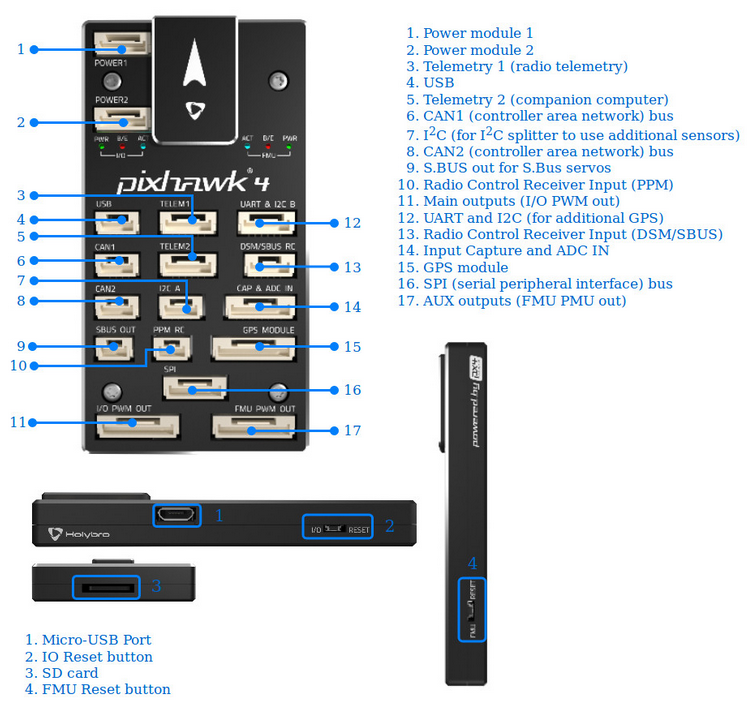 1
POWER1
POWER2
2
PWR B/E ACT
I/O
ACT B/E PWR
FMU
pixhawk®4
3
4
5
6
7
8
9
10
11
USB
TELEM1
UART & I2C B
CAN1
TELEM2
DSM/SBUS RC
CAN2
I2C A
CAP & ADC IN
SBUS OUT
PPM RC
GPS MODULE
SPI
I/O PWM OUT
FMU PWM OUT
12
13
14
15
16
17
1. Power module 1
2. Power module 2
3. Telemetry 1 (radio telemetry)
4. USB
5. Telemetry 2 (companion computer)
6. CAN1 (controller area network) bus
7. I²C (for I²C splitter to use additional sensors)
8. CAN2 (controller area network) bus
9. S.BUS out for S.Bus servos
10. Radio Control Receiver Input (PPM)
11. Main outputs (I/O PWM out)
12. UART and I2C (for additional GPS)
13. Radio Control Receiver Input (DSM/SBUS)
14. Input Capture and ADC IN
15. GPS module
16. SPI (serial peripheral interface) bus
17. AUX outputs (FMU PMU out)
powered by px4
4
FMU RESET
Holybro
1
I/O RESET
2
3
1. Micro-USB Port
2. IO Reset button
3. SD card
4. FMU Reset button